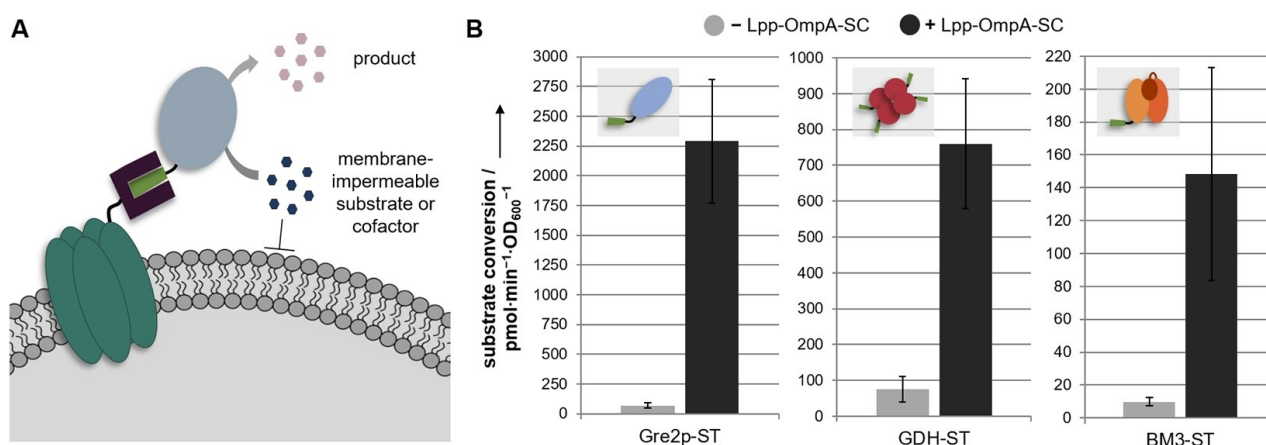 A
product
membrane-
impermeable
substrate or
cofactor
B
− Lpp-OmpA-SC + Lpp-OmpA-SC
substrate conversion /
pmol·min⁻¹·OD₆₀₀⁻¹
3000
2750
2500
2250
2000
1750
1500
1250
1000
750
500
250
0
Gre2p-ST
1000
900
800
700
600
500
400
300
200
100
0
GDH-ST
220
200
180
160
140
120
100
80
60
40
20
0
BM3-ST